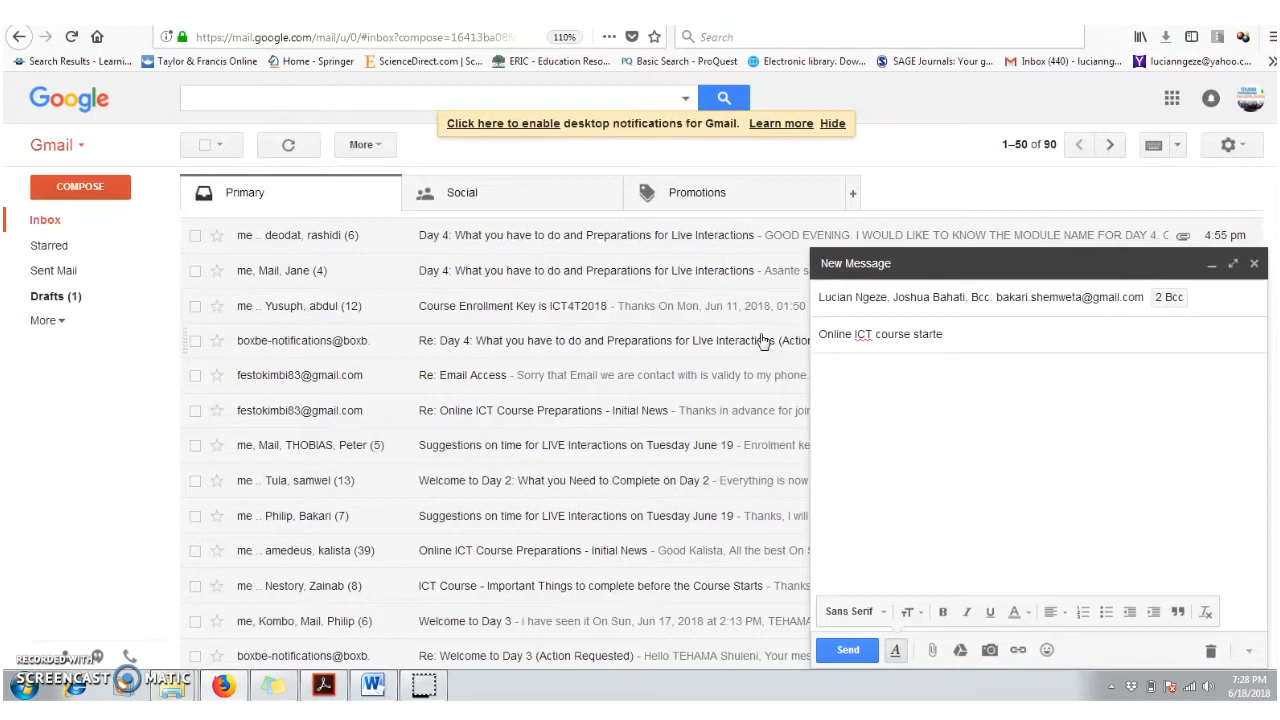 https://mail.google.com/mail/u/0/#inbox?compose=16413ba08
110%
Search
Search Results - Learni...
Taylor & Francis Online
Home - Springer
ScienceDirect.com | Sc...
ERIC - Education Reso...
PQ Basic Search - ProQuest
Electronic library. Dow...
SAGE Journals: Your g...
Inbox (440) - lucianng...
lucianngeze@yahoo.c...
Google
Click here to enable desktop notifications for Gmail. Learn more Hide
Gmail
More
1–50 of 90
COMPOSE
Primary
Social
Promotions
Inbox
Starred
Sent Mail
Drafts (1)
More
me .. deodat, rashidi (6) Day 4: What you have to do and Preparations for Live Interactions - GOOD EVENING. I WOULD LIKE TO KNOW THE MODULE NAME FOR DAY 4. C 4:55 pm
me, Mail, Jane (4) Day 4: What you have to do and Preparations for Live Interactions - Asante s
me .. Yusuph, abdul (12) Course Enrollment Key is ICT4T2018 - Thanks On Mon, Jun 11, 2018, 01:50
boxbe-notifications@boxb. Re: Day 4: What you have to do and Preparations for Live Interactions (Action
festokimbi83@gmail.com Re: Email Access - Sorry that Email we are contact with is validy to my phone.
festokimbi83@gmail.com Re: Online ICT Course Preparations - Initial News - Thanks in advance for join
me, Mail, THOBIAS, Peter (5) Suggestions on time for LIVE Interactions on Tuesday June 19 - Enrolment ke
me .. Tula, samwel (13) Welcome to Day 2: What you Need to Complete on Day 2 - Everything is now
me .. Philip, Bakari (7) Suggestions on time for LIVE Interactions on Tuesday June 19 - Thanks, I will
me .. amedeus, kalista (39) Online ICT Course Preparations - Initial News - Good Kalista, All the best On S
me .. Nestory, Zainab (8) ICT Course - Important Things to complete before the Course Starts - Thanks
me, Kombo, Mail, Philip (6) Welcome to Day 3 - i have seen it On Sun, Jun 17, 2018 at 2:13 PM, TEHAMA
boxbe-notifications@boxb. Re: Welcome to Day 3 (Action Requested) - Hello TEHAMA Shuleni, Your mes
New Message
Lucian Ngeze, Joshua Bahati, Bcc: bakari.shemweta@gmail.com 2 Bcc
Online ICT course starte
Sans Serif
Send
RECORDED WITH
SCREENCAST MATIC
7:28 PM
6/18/2018